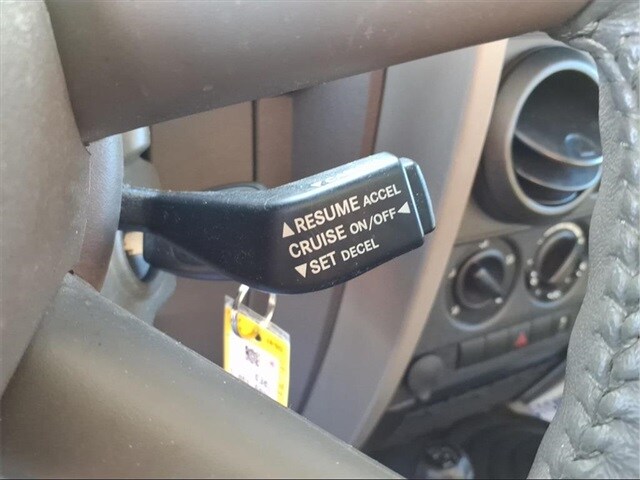 ▲RESUME ACCEL
CRUISE ON/OFF◀
▼SET DECEL